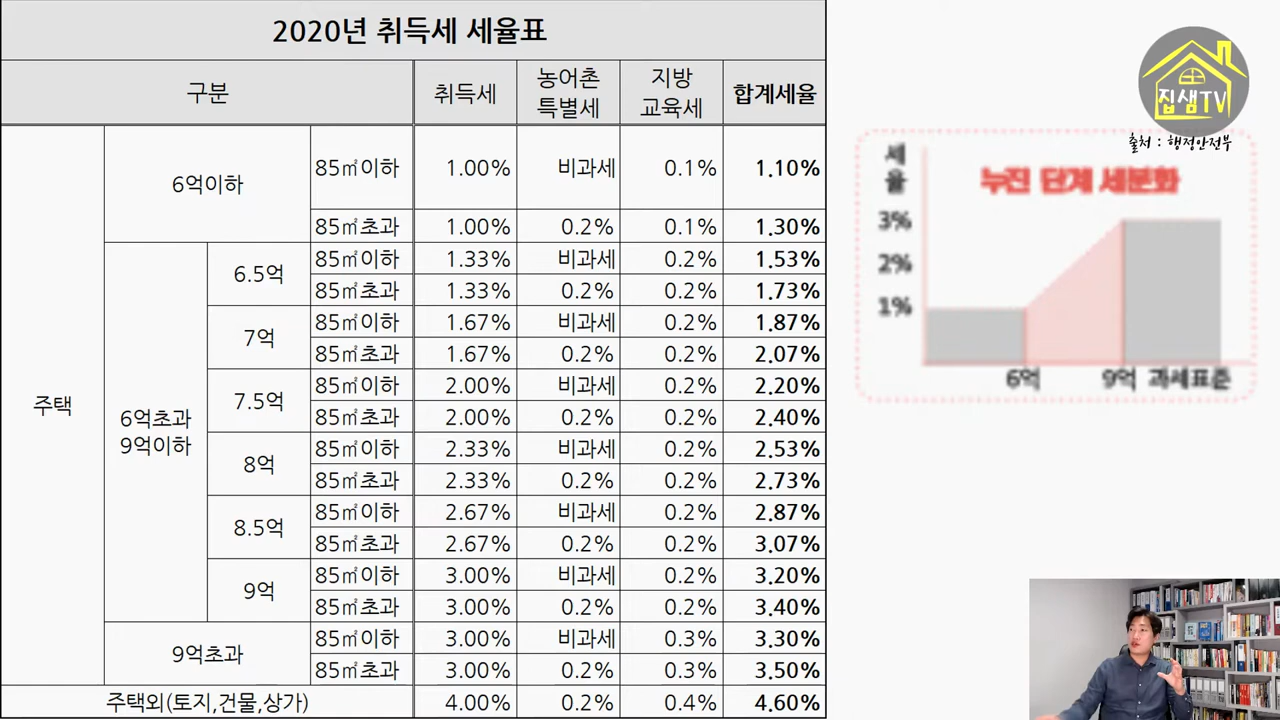 2020년 취득세 세율표
구분 취득세 농어촌 특별세 지방 교육세 합계세율
주택
6억이하
85㎡이하 1.00% 비과세 0.1% 1.10%
85㎡초과 1.00% 0.2% 0.1% 1.30%
6억초과
9억이하
6.5억
85㎡이하 1.33% 비과세 0.2% 1.53%
85㎡초과 1.33% 0.2% 0.2% 1.73%
7억
85㎡이하 1.67% 비과세 0.2% 1.87%
85㎡초과 1.67% 0.2% 0.2% 2.07%
7.5억
85㎡이하 2.00% 비과세 0.2% 2.20%
85㎡초과 2.00% 0.2% 0.2% 2.40%
8억
85㎡이하 2.33% 비과세 0.2% 2.53%
85㎡초과 2.33% 0.2% 0.2% 2.73%
8.5억
85㎡이하 2.67% 비과세 0.2% 2.87%
85㎡초과 2.67% 0.2% 0.2% 3.07%
9억
85㎡이하 3.00% 비과세 0.2% 3.20%
85㎡초과 3.00% 0.2% 0.2% 3.40%
9억초과
85㎡이하 3.00% 비과세 0.3% 3.30%
85㎡초과 3.00% 0.2% 0.3% 3.50%
주택외(토지,건물,상가) 4.00% 0.2% 0.4% 4.60%
집샘TV
출처 : 행정안전부
세율
누진 단계 세분화
3%
2%
1%
6억 9억 과세표준